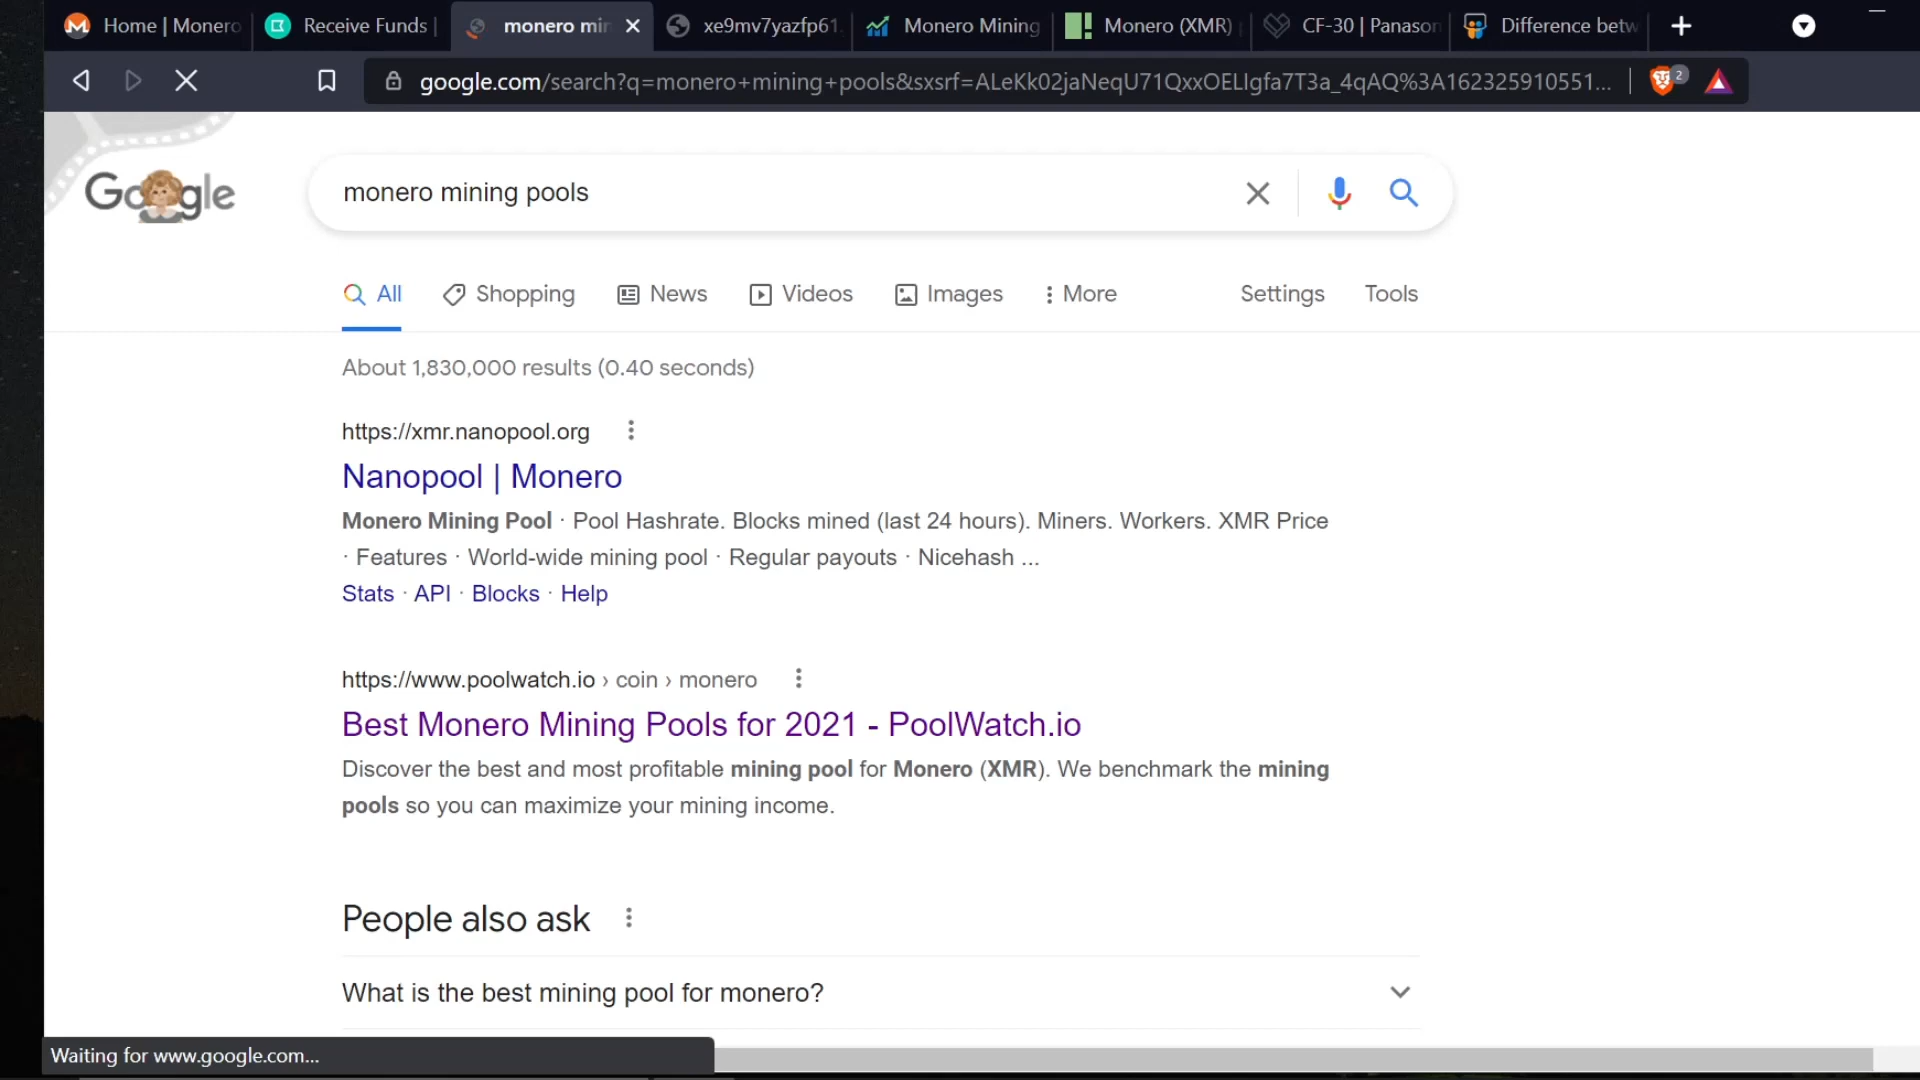 Home | Monero
Receive Funds |
monero min
xe9mv7yazfp61.
Monero Mining
Monero (XMR)
CF-30 | Panason
Difference betw
google.com/search?q=monero+mining+pools&sxsrf=ALeKk02jaNeqU71QxxOELIgfa7T3a_4qAQ%3A162325910551...
2
Google
monero mining pools
All
Shopping
News
Videos
Images
More
Settings
Tools
About 1,830,000 results (0.40 seconds)
https://xmr.nanopool.org
Nanopool | Monero
Monero Mining Pool · Pool Hashrate. Blocks mined (last 24 hours). Miners. Workers. XMR Price
· Features · World-wide mining pool · Regular payouts · Nicehash ...
Stats · API · Blocks · Help
https://www.poolwatch.io › coin › monero
Best Monero Mining Pools for 2021 - PoolWatch.io
Discover the best and most profitable mining pool for Monero (XMR). We benchmark the mining
pools so you can maximize your mining income.
People also ask
What is the best mining pool for monero?
Waiting for www.google.com...